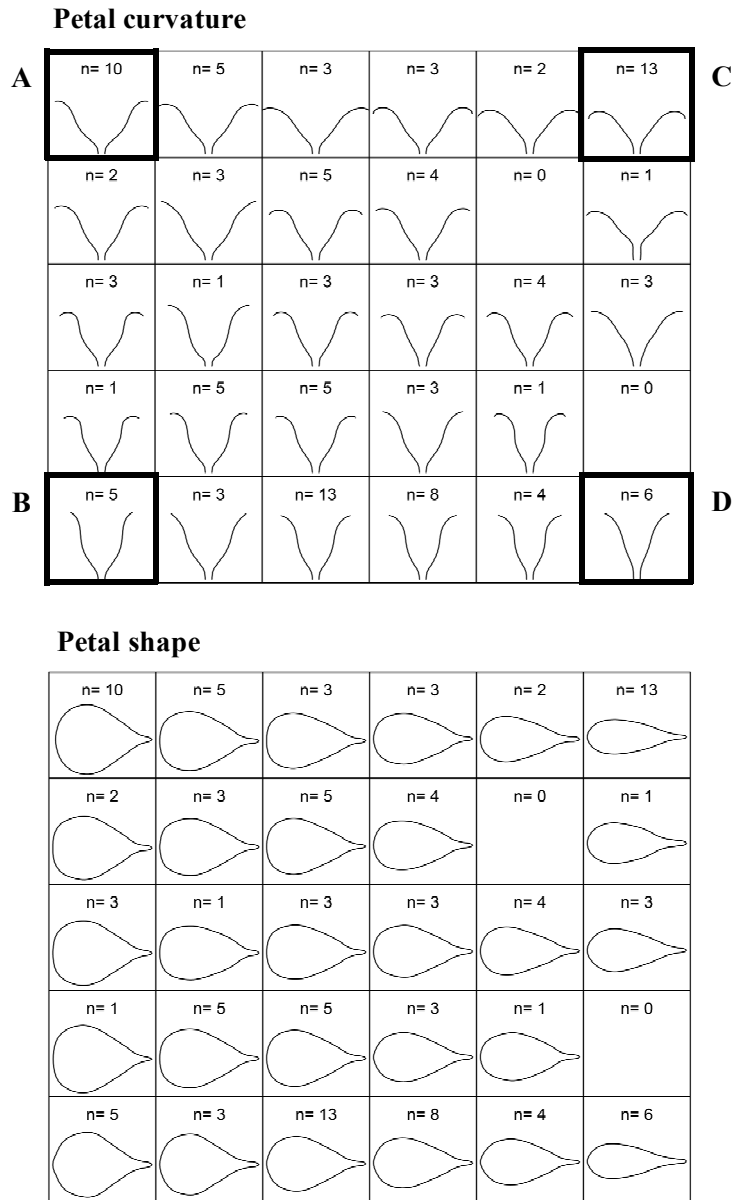 Petal curvature
A n= 10 n= 5 n= 3 n= 3 n= 2 n= 13 C
n= 2 n= 3 n= 5 n= 4 n= 0 n= 1
n= 3 n= 1 n= 3 n= 3 n= 4 n= 3
n= 1 n= 5 n= 5 n= 3 n= 1 n= 0
B n= 5 n= 3 n= 13 n= 8 n= 4 n= 6 D
Petal shape
n= 10 n= 5 n= 3 n= 3 n= 2 n= 13
n= 2 n= 3 n= 5 n= 4 n= 0 n= 1
n= 3 n= 1 n= 3 n= 3 n= 4 n= 3
n= 1 n= 5 n= 5 n= 3 n= 1 n= 0
n= 5 n= 3 n= 13 n= 8 n= 4 n= 6